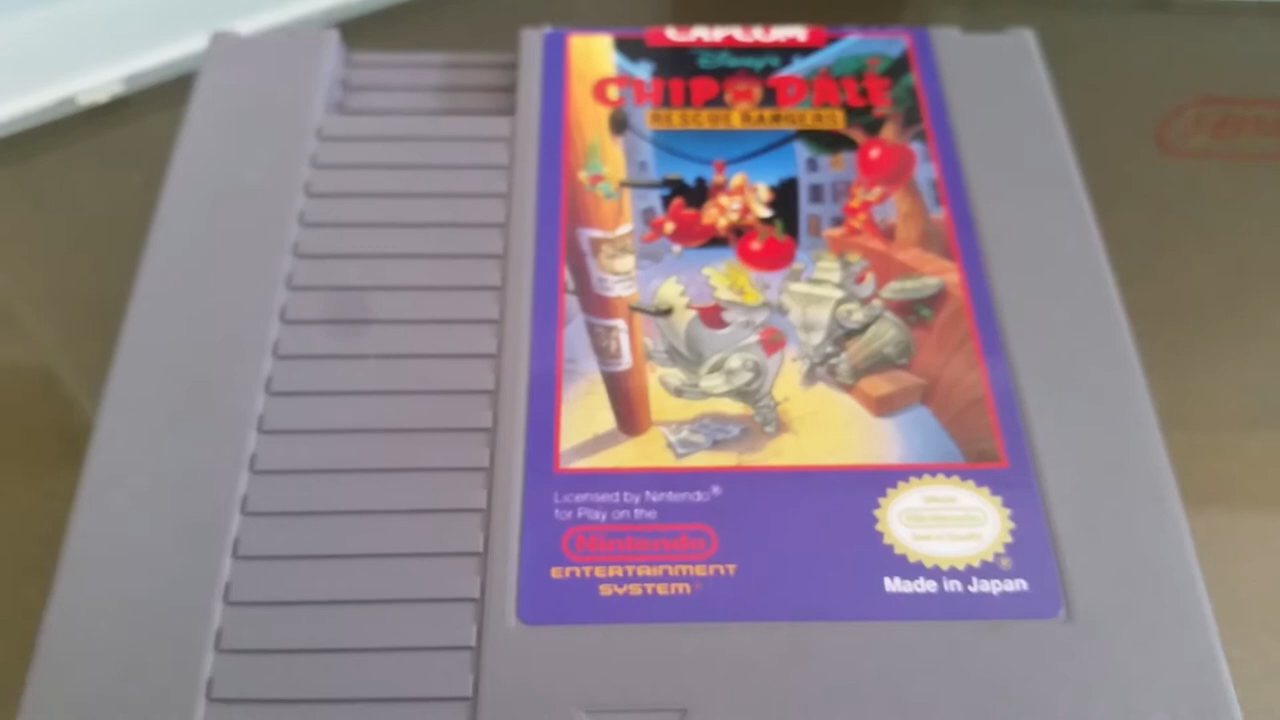 CAPCOM
Disney's
CHIP DALE
RESCUE RANGERS
Licensed by Nintendo®
for Play on the
Nintendo
ENTERTAINMENT
SYSTEM
Nintendo
®
Made in Japan